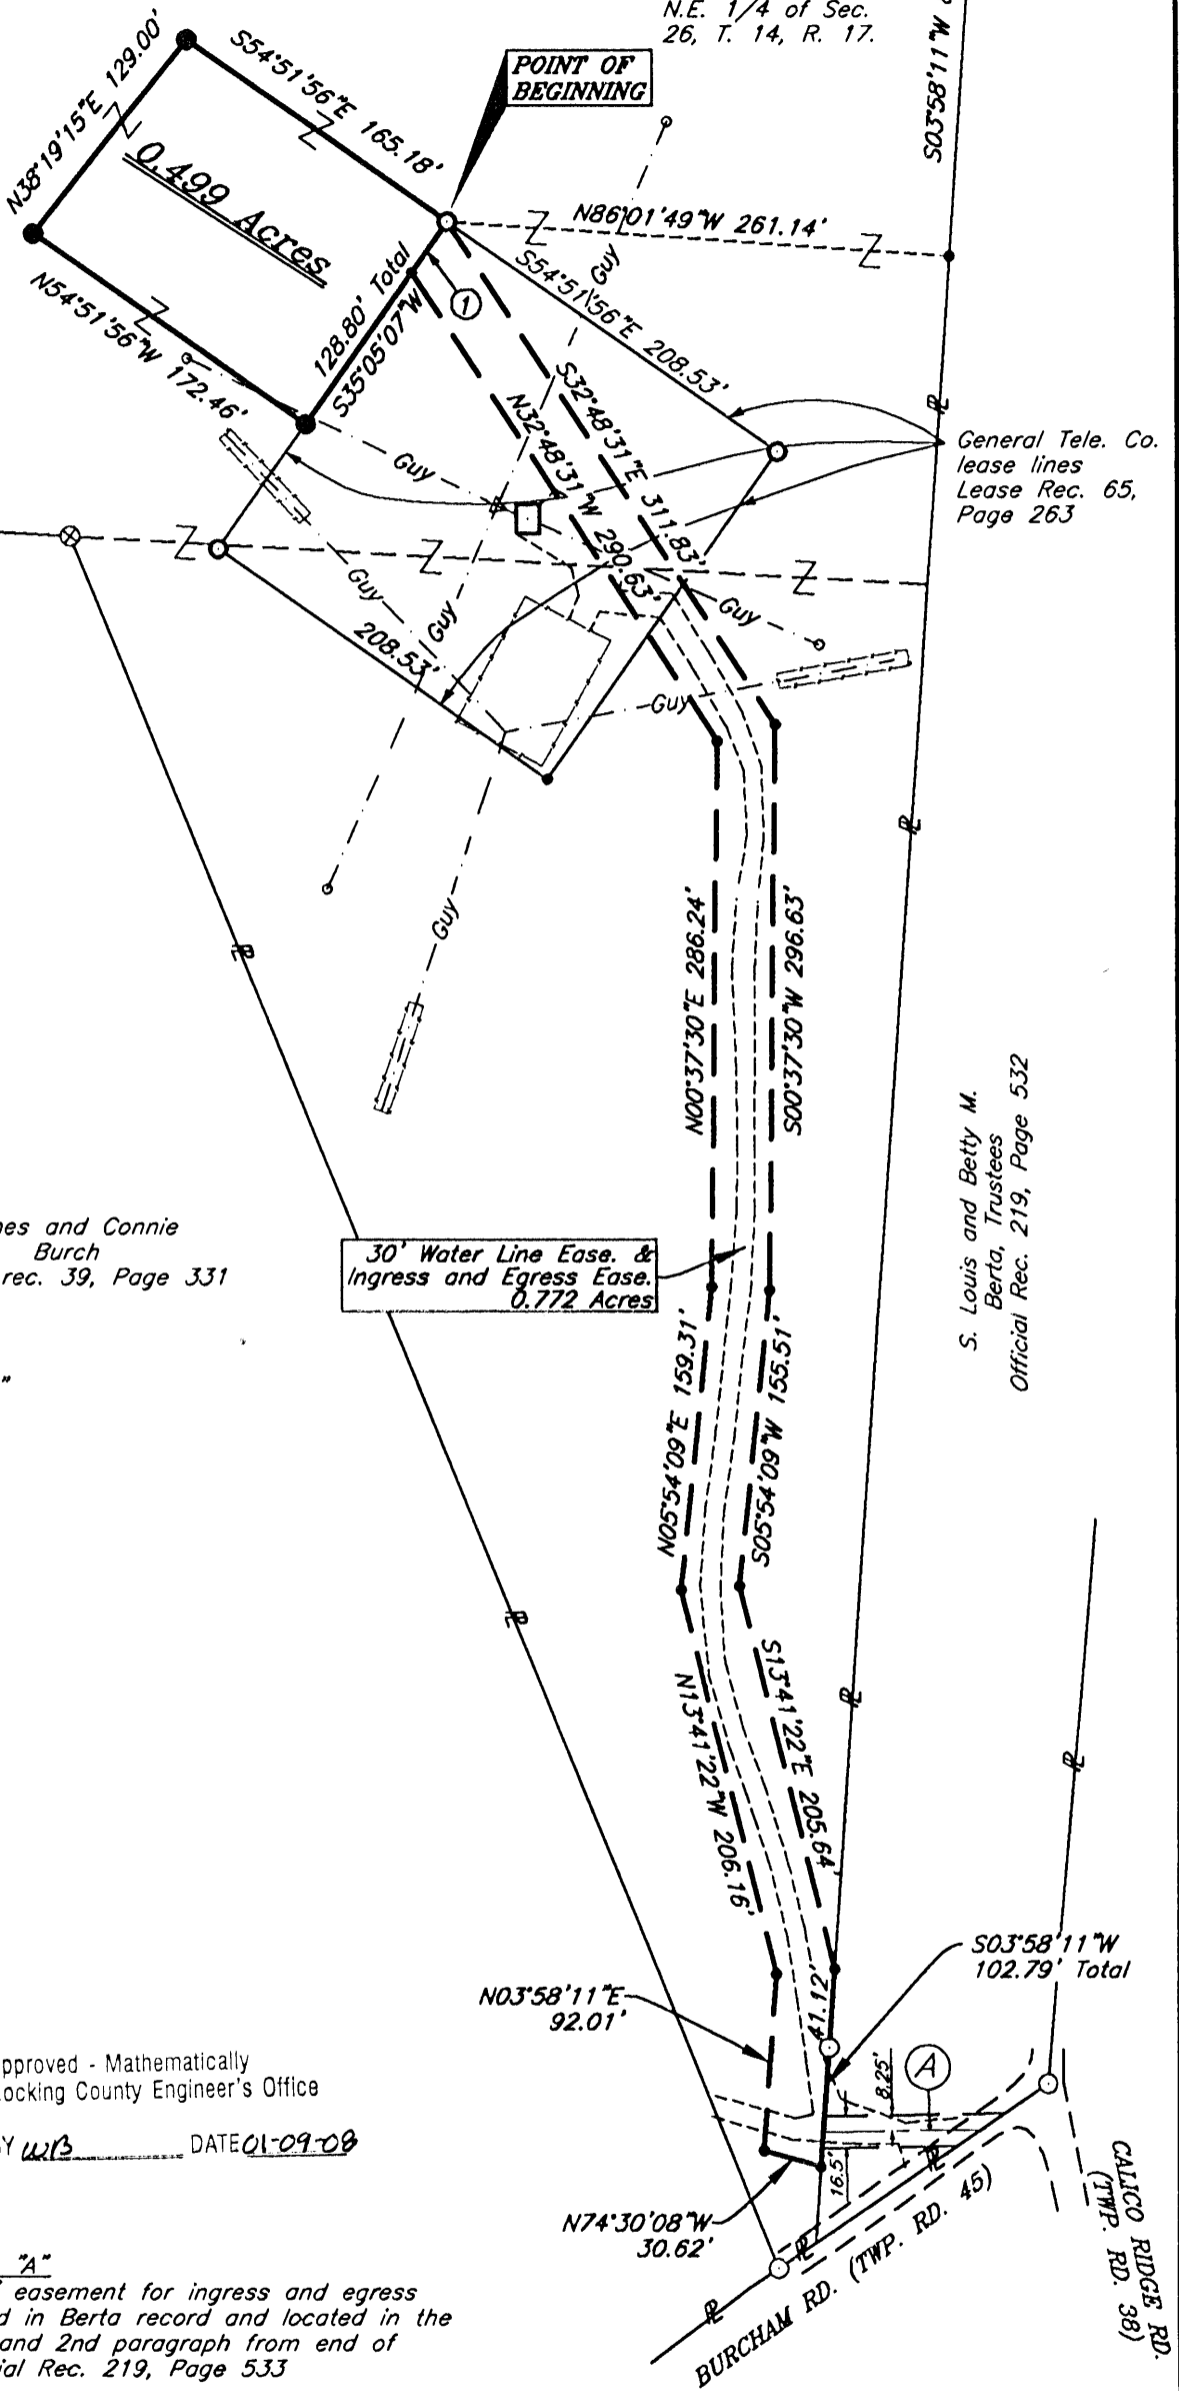 N.E. 1/4 of Sec.
26, T. 14, R. 17.
S03°58'11"W
POINT OF
BEGINNING
N38°19'15"E 129.00'
S54°51'56"E 165.18'
0.499 Acres
N54°51'56"W 172.46'
128.80' Total
S35°05'07"W
1
N86°01'49"W 261.14'
Guy
S54°51'56"E 208.53'
S32°48'31"E 311.83'
N32°48'31"W 290.63'
General Tele. Co.
lease lines
Lease Rec. 65,
Page 263
Guy
Guy
Guy
Guy
208.53'
Guy
Guy
N00°37'30"E 286.24'
S00°37'30"W 296.63'
S. Louis and Betty M.
Berta, Trustees
Official Rec. 219, Page 532
nes and Connie
Burch
rec. 39, Page 331
"
30' Water Line Ease. &
Ingress and Egress Ease.
0.772 Acres
N05°54'09"E 159.31'
S05°54'09"W 155.51'
N13°41'22"W 206.16'
S13°41'22"E 205.64'
S03°58'11"W
102.79' Total
N03°58'11"E
92.01'
41.12'
8.25'
A
16.5'
N74°30'08"W
30.62'
BURCHAM RD. (TWP. RD. 45)
CALICO RIDGE RD.
(TWP. RD. 38)
pproved - Mathematically
ocking County Engineer's Office
Y WB DATE 01-09-08
"A"
easement for ingress and egress
d in Berta record and located in the
and 2nd paragraph from end of
ial Rec. 219, Page 533